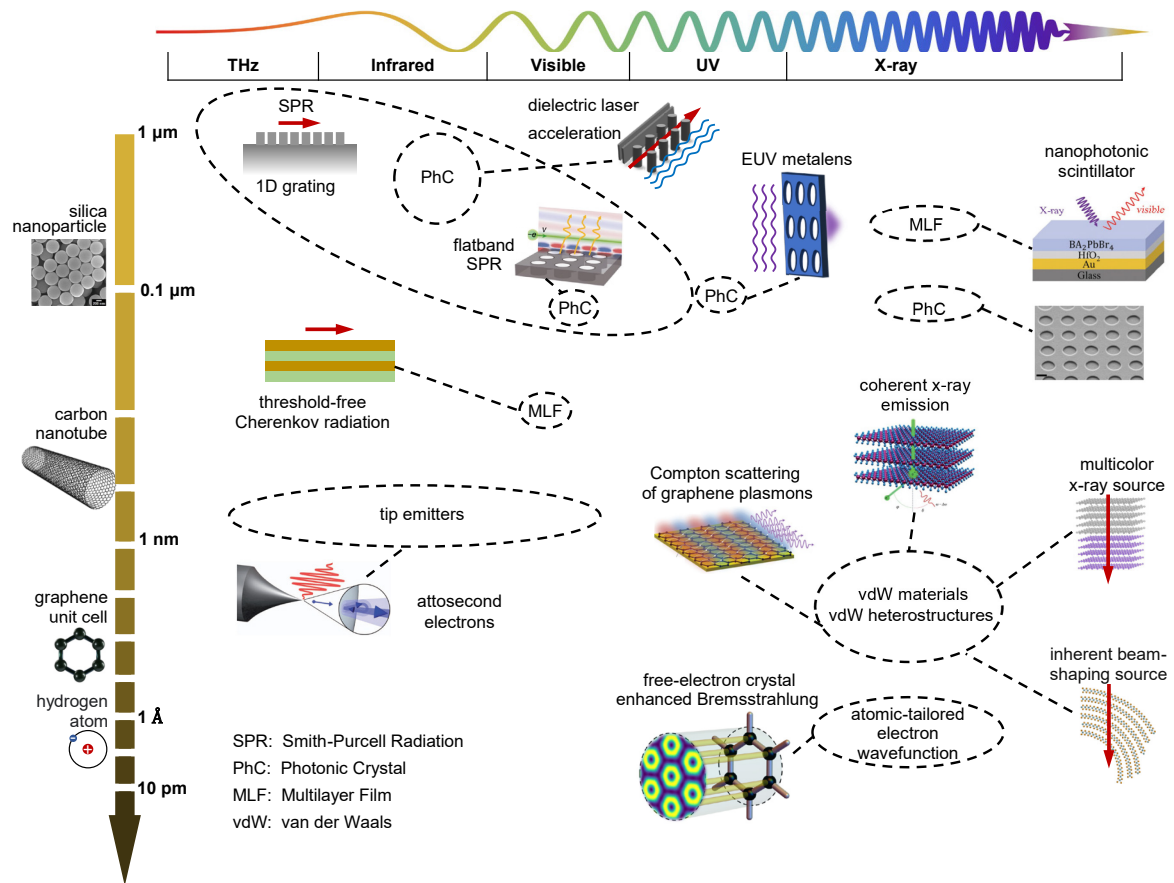 THz
Infrared
Visible
UV
X-ray
1 μm
SPR
1D grating
PhC
dielectric laser
acceleration
EUV metalens
nanophotonic
scintillator
X-ray
visible
BA2PbBr4
HfO2
Au
Glass
MLF
silica
nanoparticle
flatband
SPR
e
v
PhC
PhC
PhC
0.1 μm
threshold-free
Cherenkov radiation
MLF
coherent x-ray
emission
carbon
nanotube
Compton scattering
of graphene plasmons
multicolor
x-ray source
tip emitters
1 nm
vdW materials
vdW heterostructures
graphene
unit cell
attosecond
electrons
inherent beam-
shaping source
free-electron crystal
enhanced Bremsstrahlung
hydrogen
atom
1 Å
atomic-tailored
electron
wavefunction
SPR: Smith-Purcell Radiation
PhC: Photonic Crystal
10 pm
MLF: Multilayer Film
vdW: van der Waals